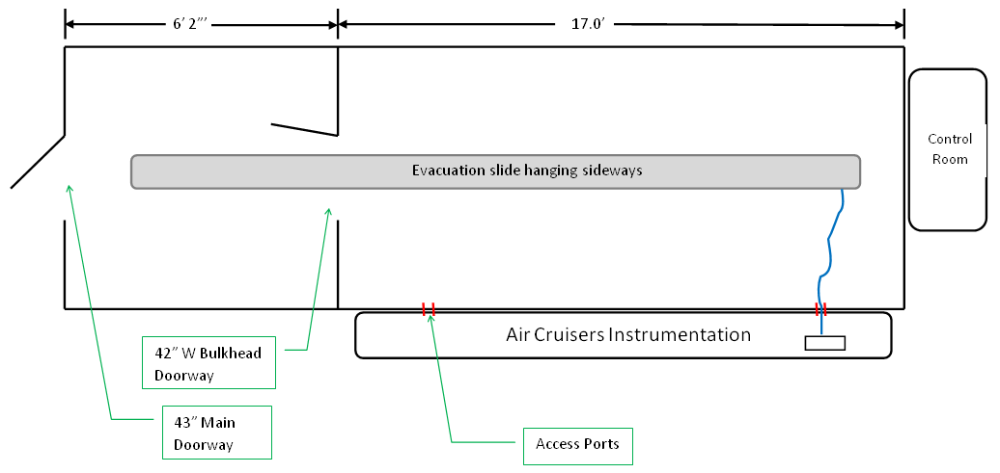 6′ 2″′
17.0′
Control
Room
Evacuation slide hanging sideways
Air Cruisers Instrumentation
42″ W Bulkhead
Doorway
43″ Main
Doorway
Access Ports